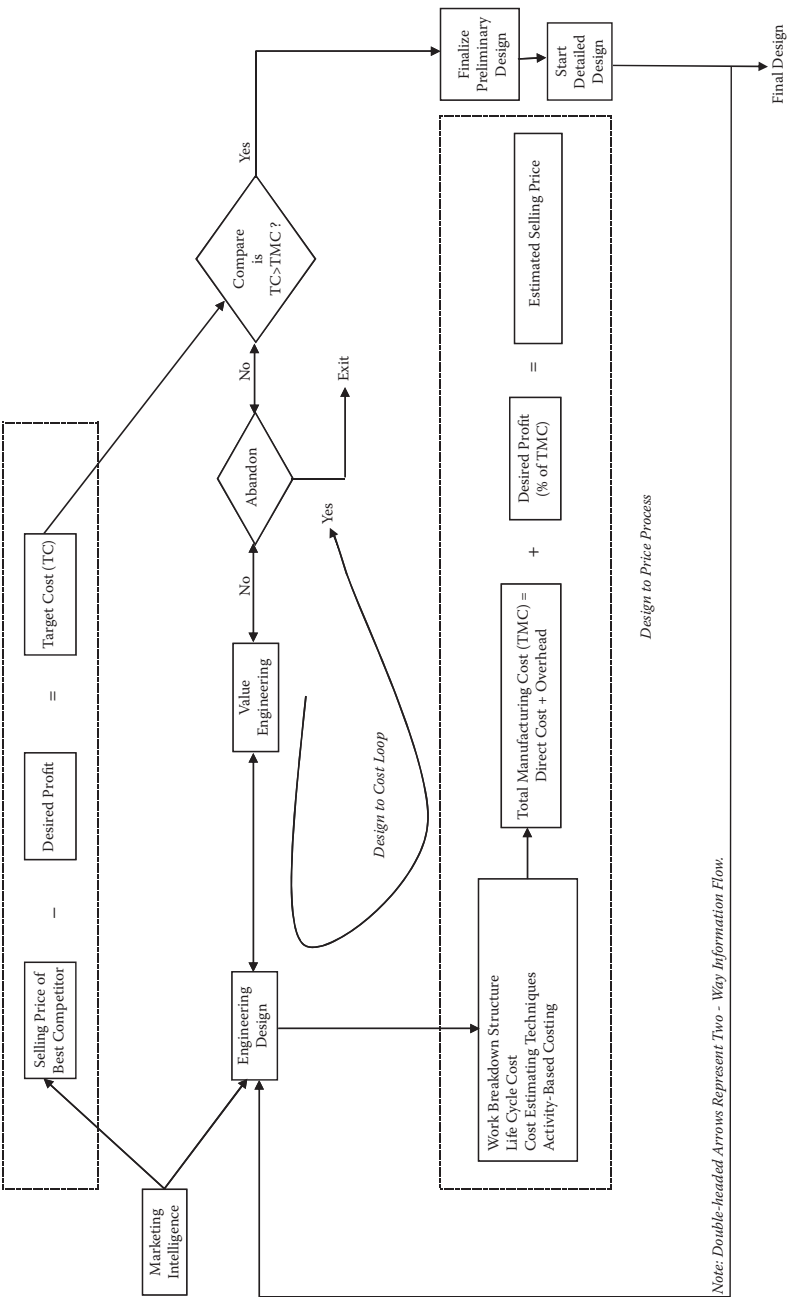 Marketing
Intelligence
Selling Price of
Best Competitor
–
Desired Profit
=
Target Cost (TC)
Engineering
Design
Value
Engineering
No
Abandon
No
Compare
is
TC>TMC ?
Yes
Exit
Yes
Design to Cost Loop
Finalize
Preliminary
Design
Start
Detailed
Design
Final Design
Work Breakdown Structure
Life Cycle Cost
Cost Estimating Techniques
Activity-Based Costing
Total Manufacturing Cost (TMC) =
Direct Cost + Overhead
+
Desired Profit
(% of TMC)
=
Estimated Selling Price
Design to Price Process
Note: Double-headed Arrows Represent Two - Way Information Flow.